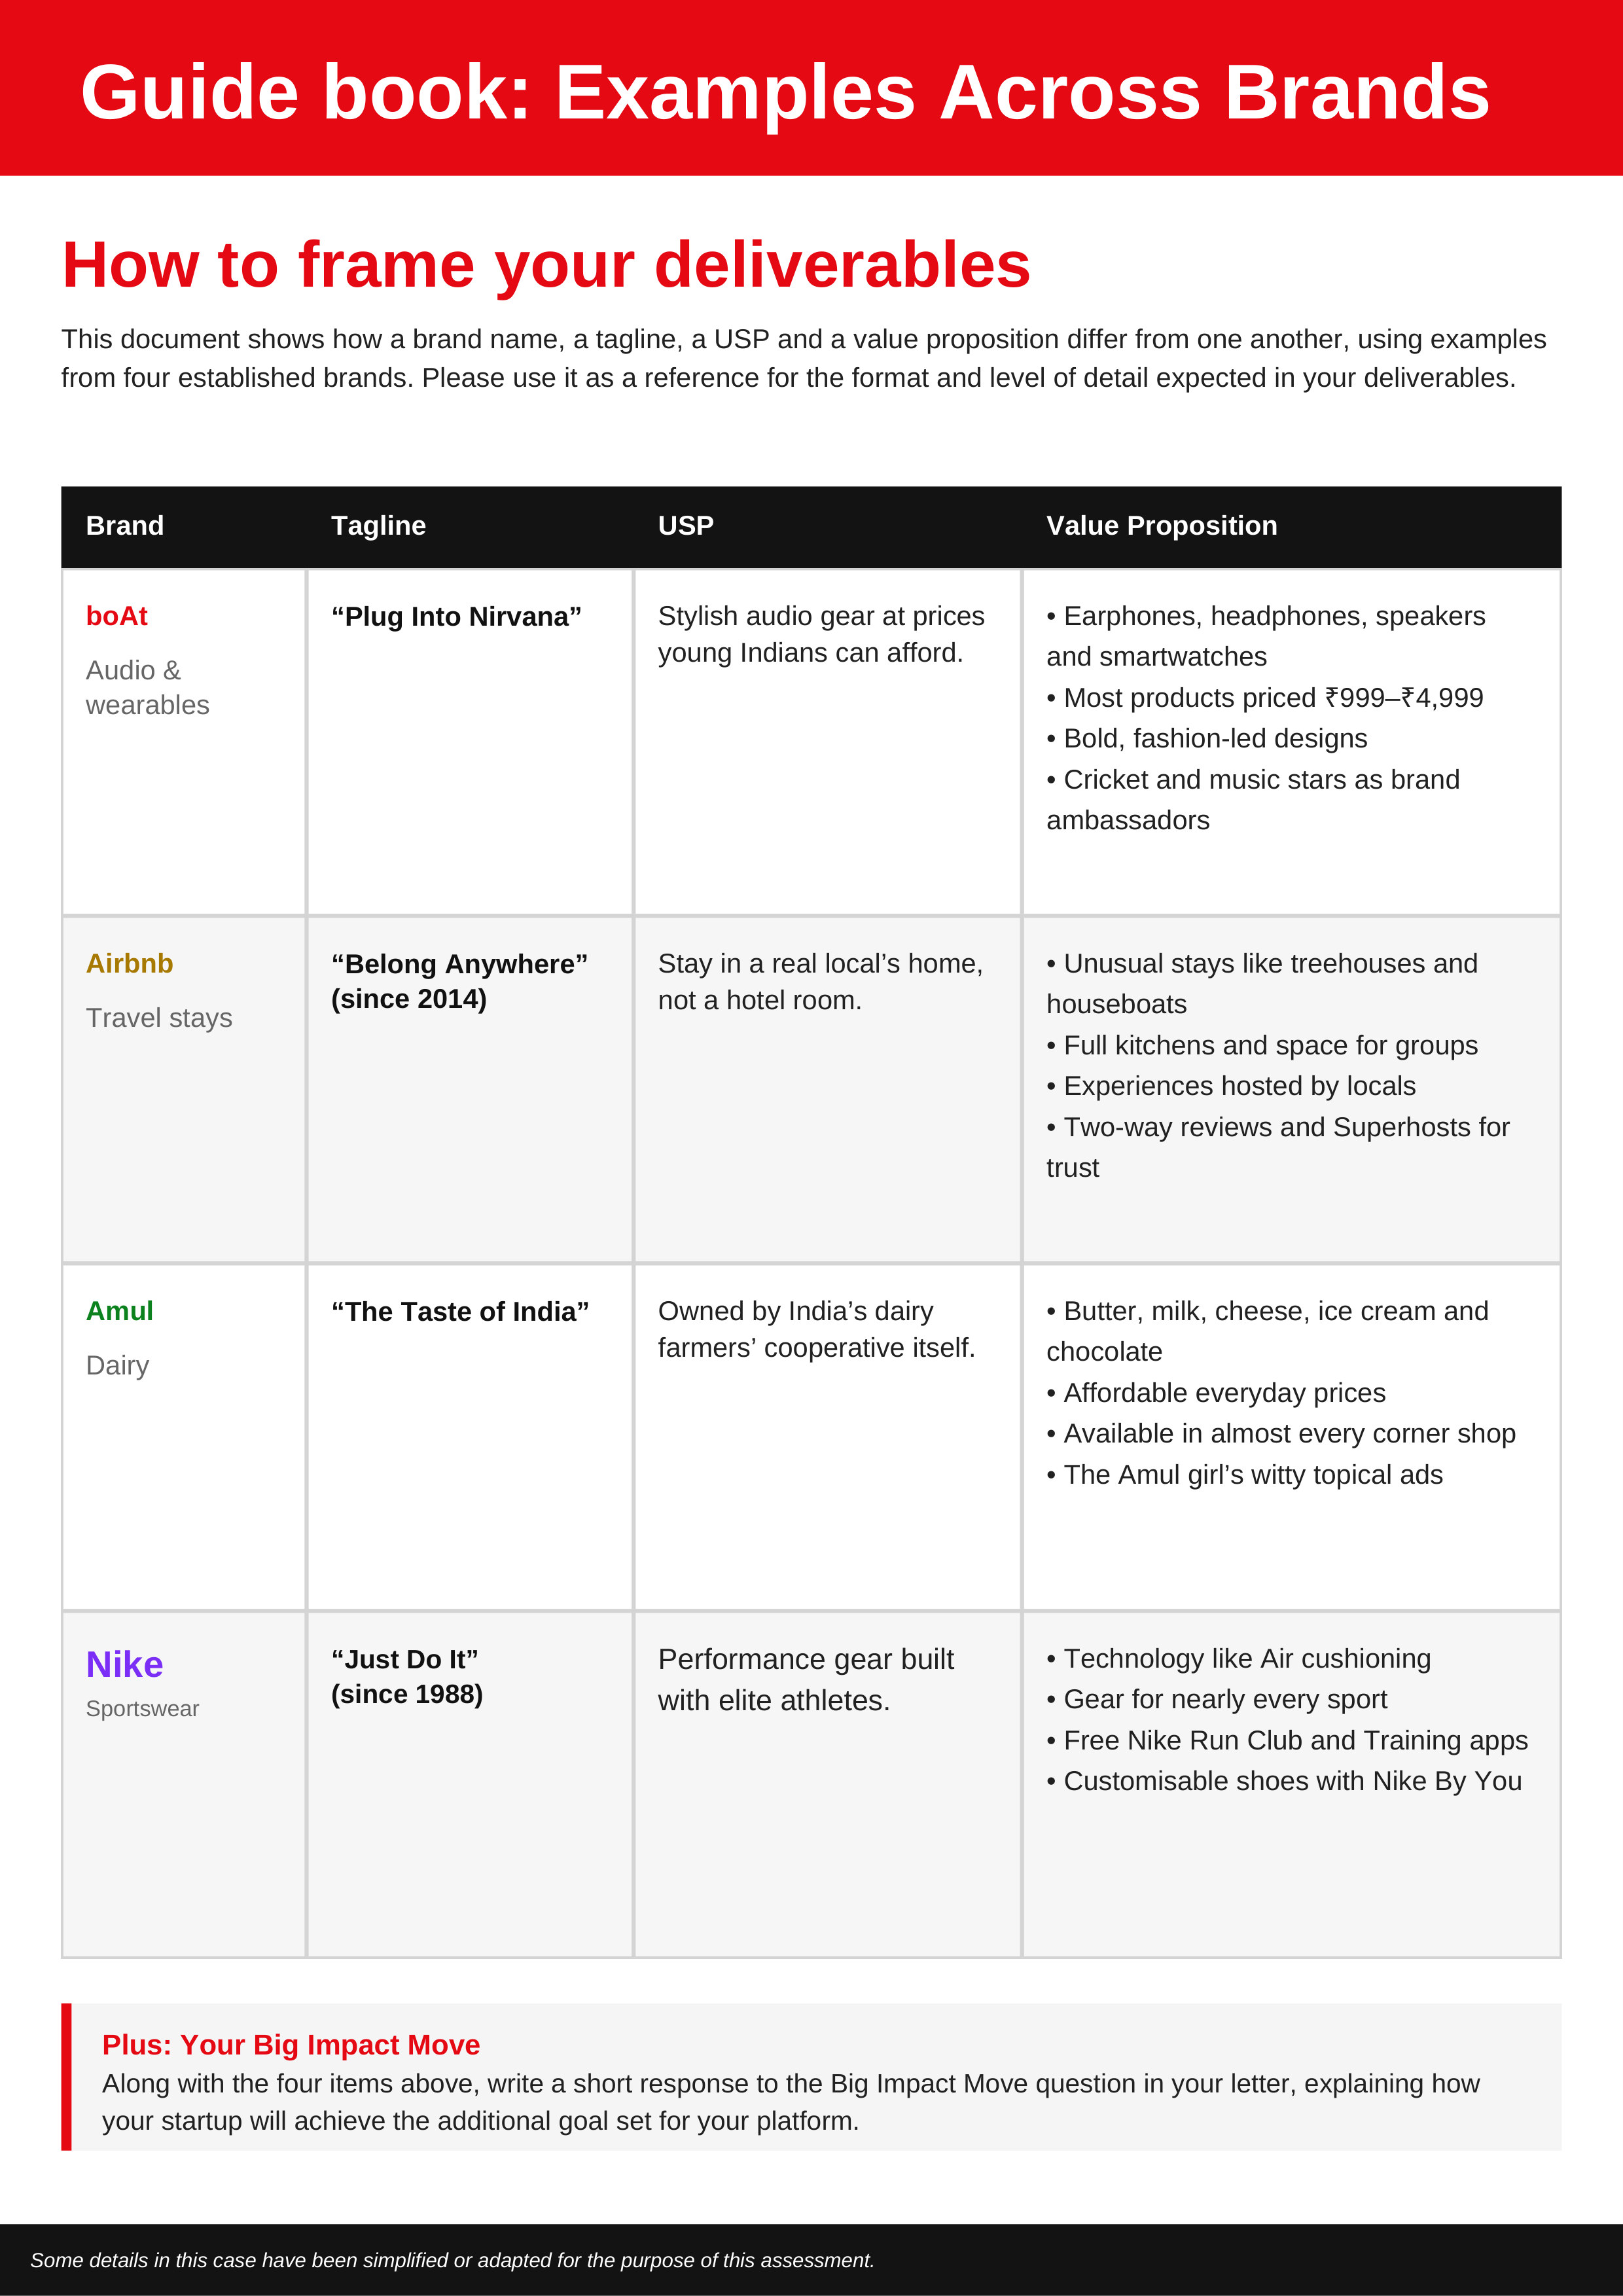 Guide book: Examples Across Brands
How to frame your deliverables
This document shows how a brand name, a tagline, a USP and a value proposition differ from one another, using examples
from four established brands. Please use it as a reference for the format and level of detail expected in your deliverables.
Brand
Tagline
USP
Value Proposition
boAt
Audio &
wearables
“Plug Into Nirvana”
Stylish audio gear at prices
young Indians can afford.
• Earphones, headphones, speakers
and smartwatches
• Most products priced ₹999–₹4,999
• Bold, fashion-led designs
• Cricket and music stars as brand
ambassadors
Airbnb
Travel stays
“Belong Anywhere”
(since 2014)
Stay in a real local’s home,
not a hotel room.
• Unusual stays like treehouses and
houseboats
• Full kitchens and space for groups
• Experiences hosted by locals
• Two-way reviews and Superhosts for
trust
Amul
Dairy
“The Taste of India”
Owned by India’s dairy
farmers’ cooperative itself.
• Butter, milk, cheese, ice cream and
chocolate
• Affordable everyday prices
• Available in almost every corner shop
• The Amul girl’s witty topical ads
Nike
Sportswear
“Just Do It”
(since 1988)
Performance gear built
with elite athletes.
• Technology like Air cushioning
• Gear for nearly every sport
• Free Nike Run Club and Training apps
• Customisable shoes with Nike By You
Plus: Your Big Impact Move
Along with the four items above, write a short response to the Big Impact Move question in your letter, explaining how
your startup will achieve the additional goal set for your platform.
Some details in this case have been simplified or adapted for the purpose of this assessment.